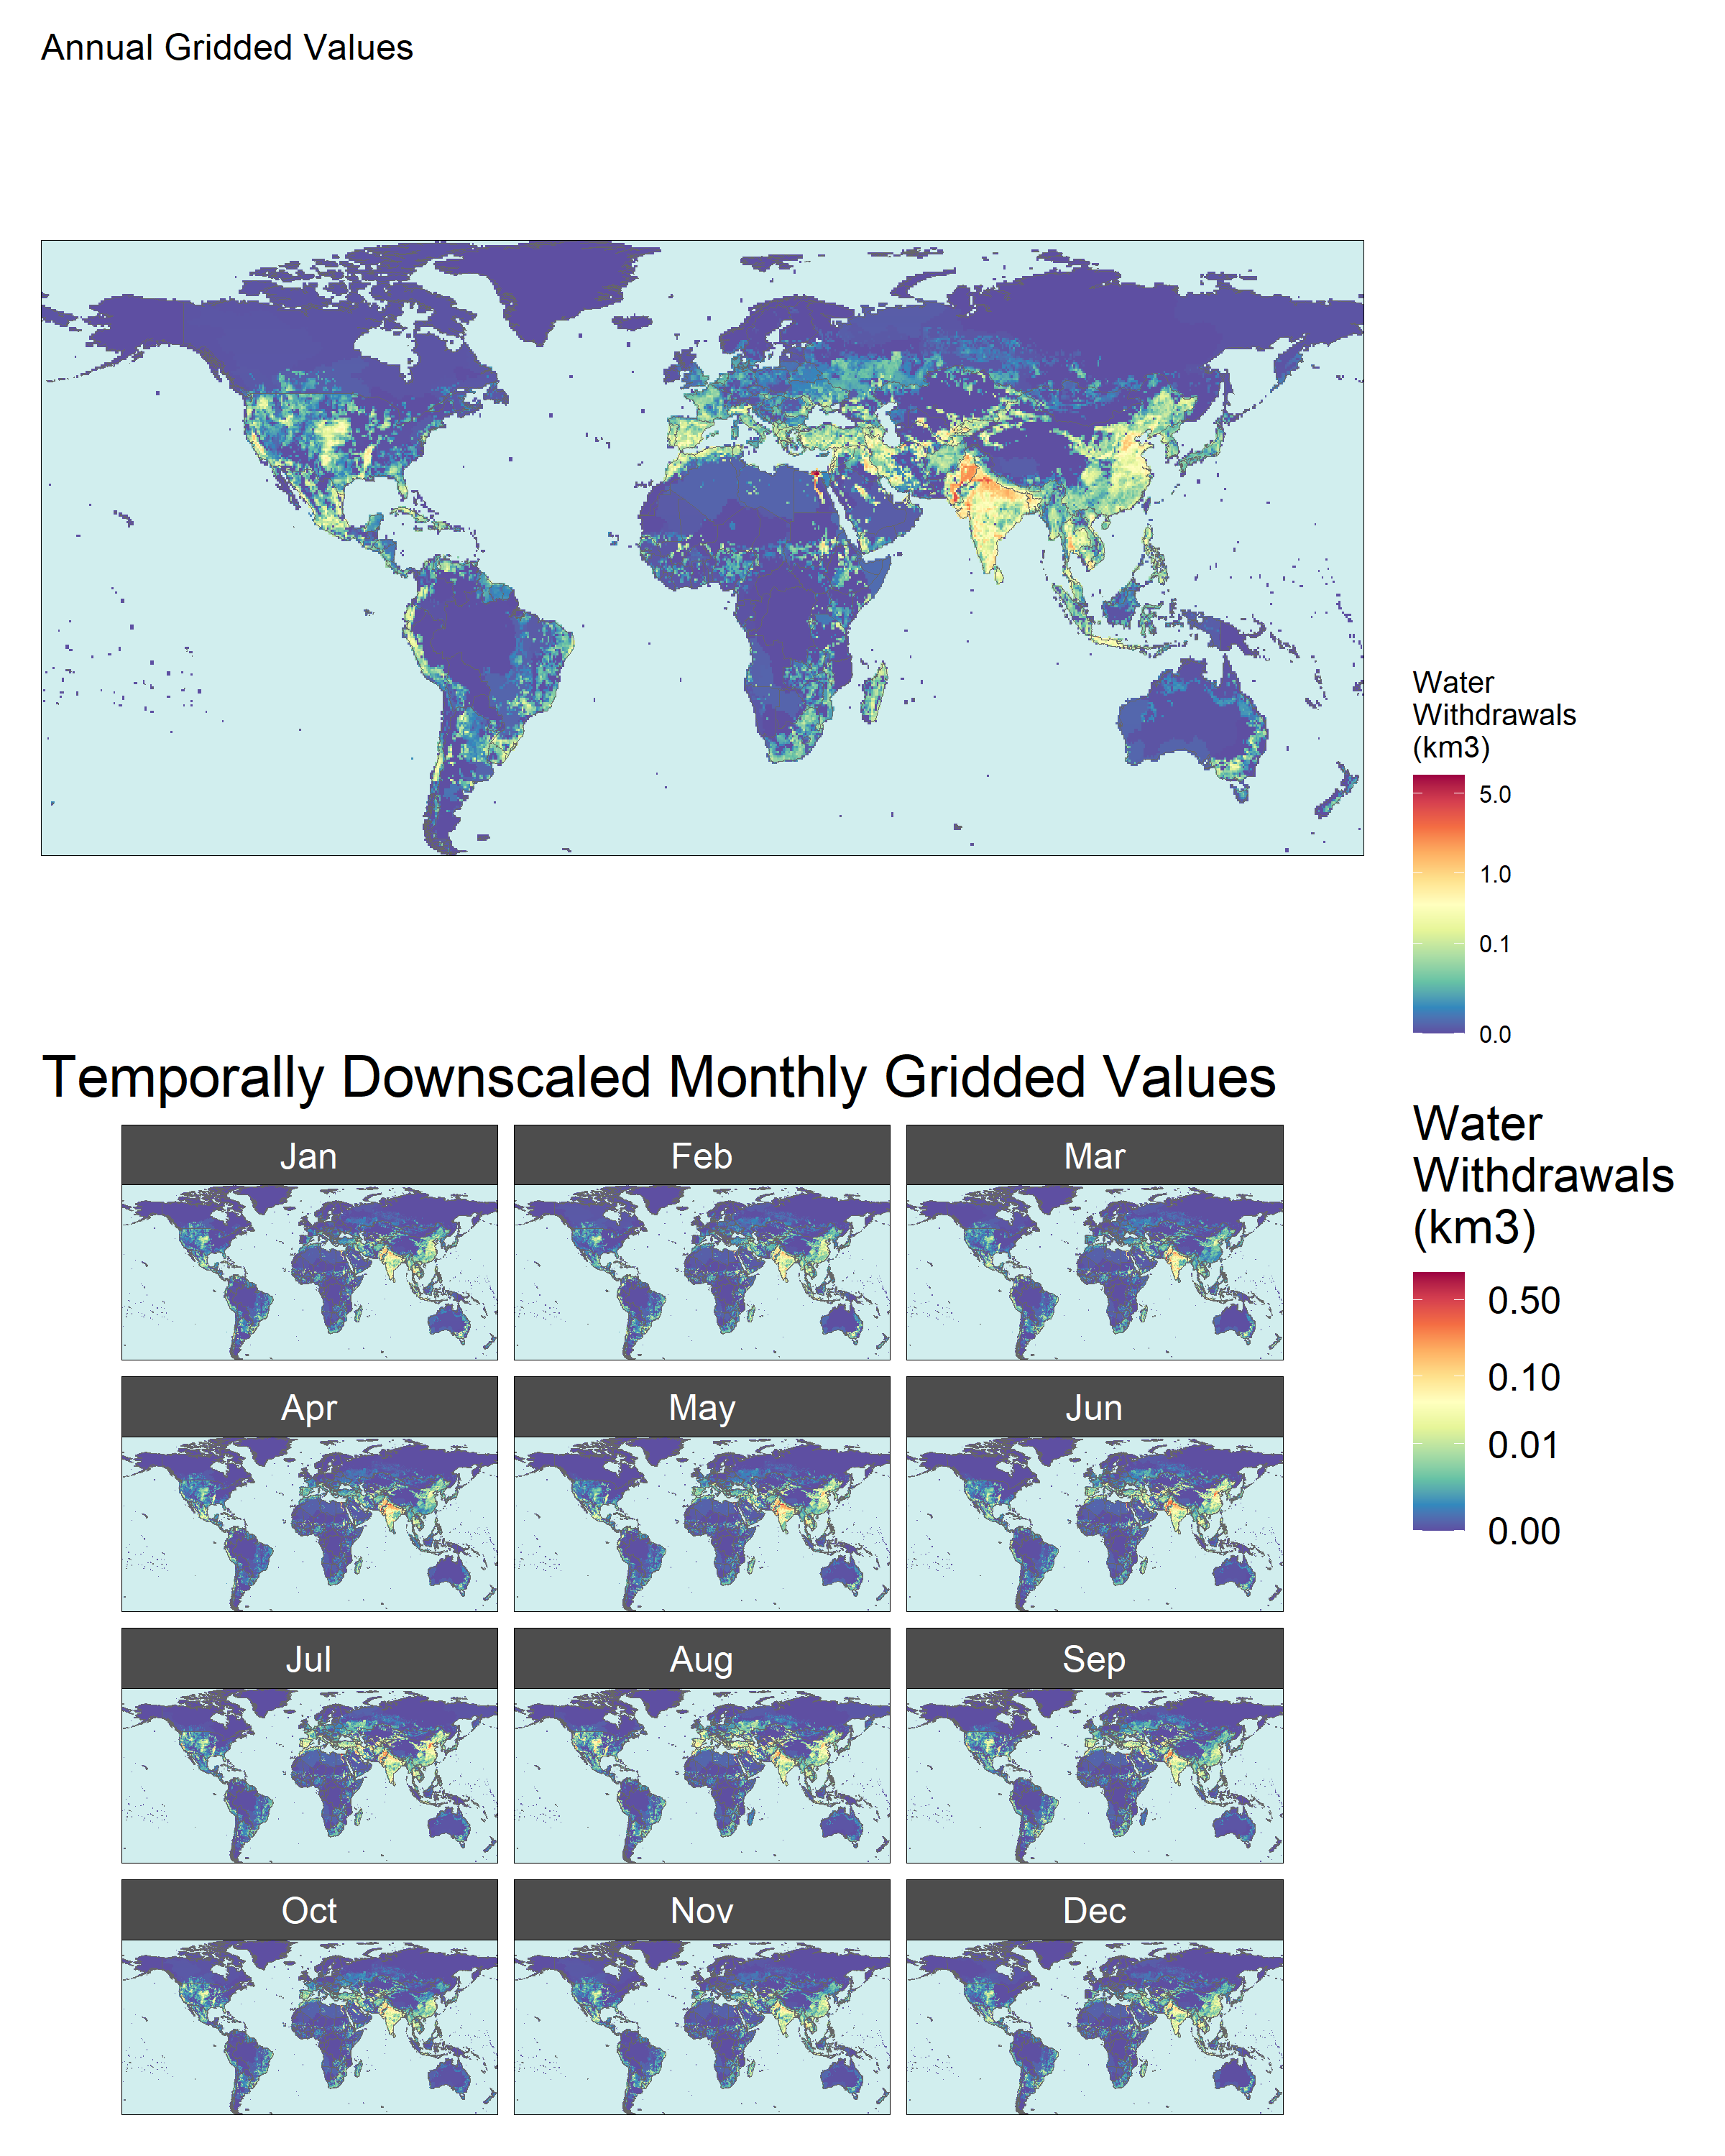 Annual Gridded Values
Water
Withdrawals
(km3)
5.0
1.0
0.1
0.0
Temporally Downscaled Monthly Gridded Values
Water
Withdrawals
(km3)
0.50
0.10
0.01
0.00
Jan
Feb
Mar
Apr
May
Jun
Jul
Aug
Sep
Oct
Nov
Dec